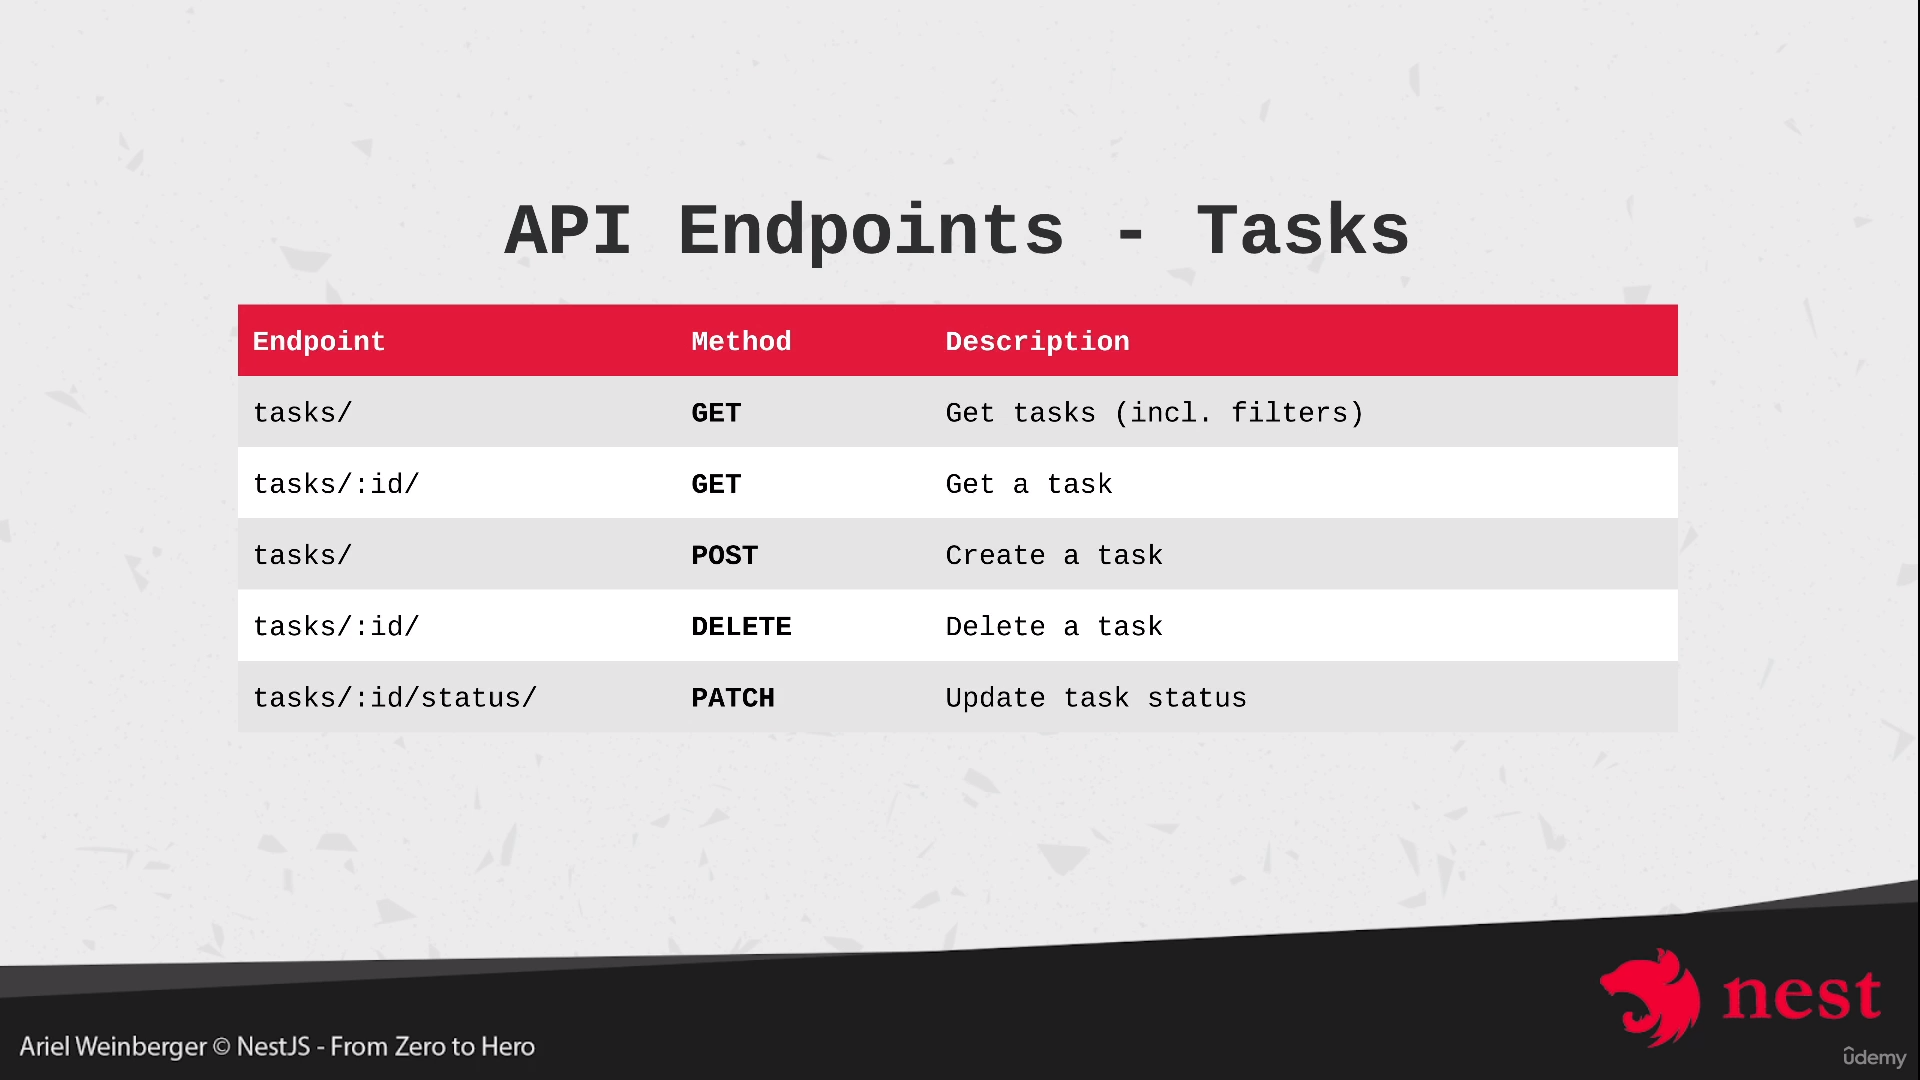 API Endpoints - Tasks
Endpoint Method Description
tasks/ GET Get tasks (incl. filters)
tasks/:id/ GET Get a task
tasks/ POST Create a task
tasks/:id/ DELETE Delete a task
tasks/:id/status/ PATCH Update task status
nest
Ariel Weinberger © NestJS - From Zero to Hero
ûdemy